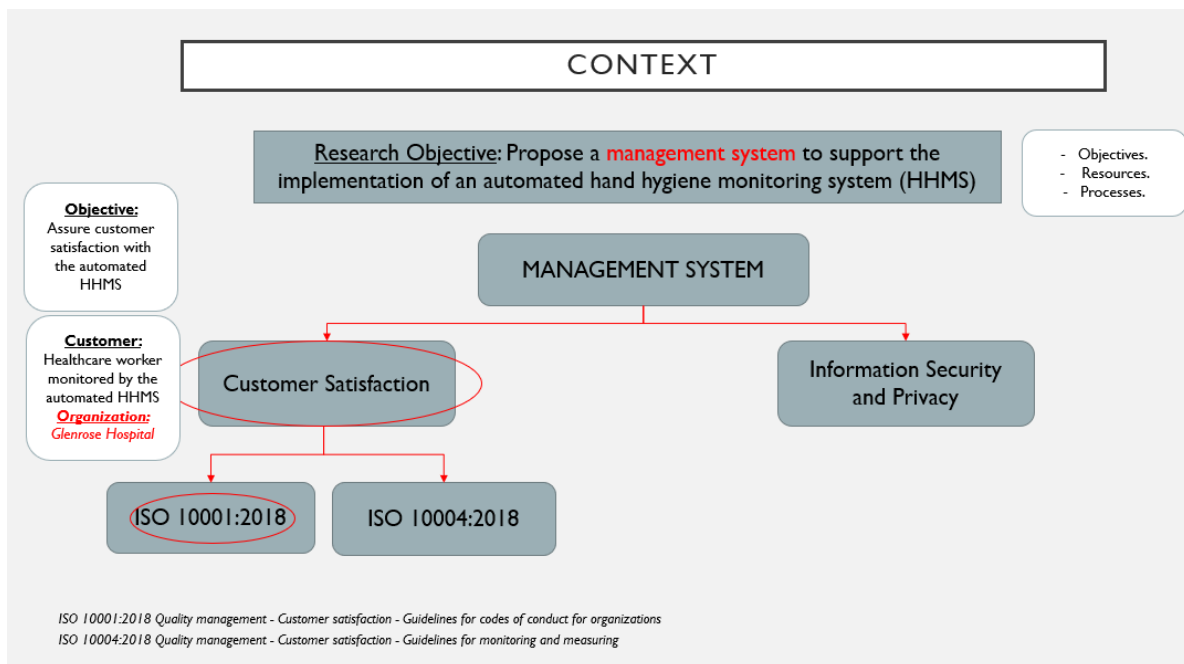 CONTEXT
Research Objective: Propose a management system to support the
implementation of an automated hand hygiene monitoring system (HHMS)
- Objectives.
- Resources.
- Processes.
Objective:
Assure customer
satisfaction with
the automated
HHMS
MANAGEMENT SYSTEM
Customer:
Healthcare worker
monitored by the
automated HHMS
Organization:
Glenrose Hospital
Customer Satisfaction
Information Security
and Privacy
ISO 10001:2018
ISO 10004:2018
ISO 10001:2018 Quality management - Customer satisfaction - Guidelines for codes of conduct for organizations
ISO 10004:2018 Quality management - Customer satisfaction - Guidelines for monitoring and measuring